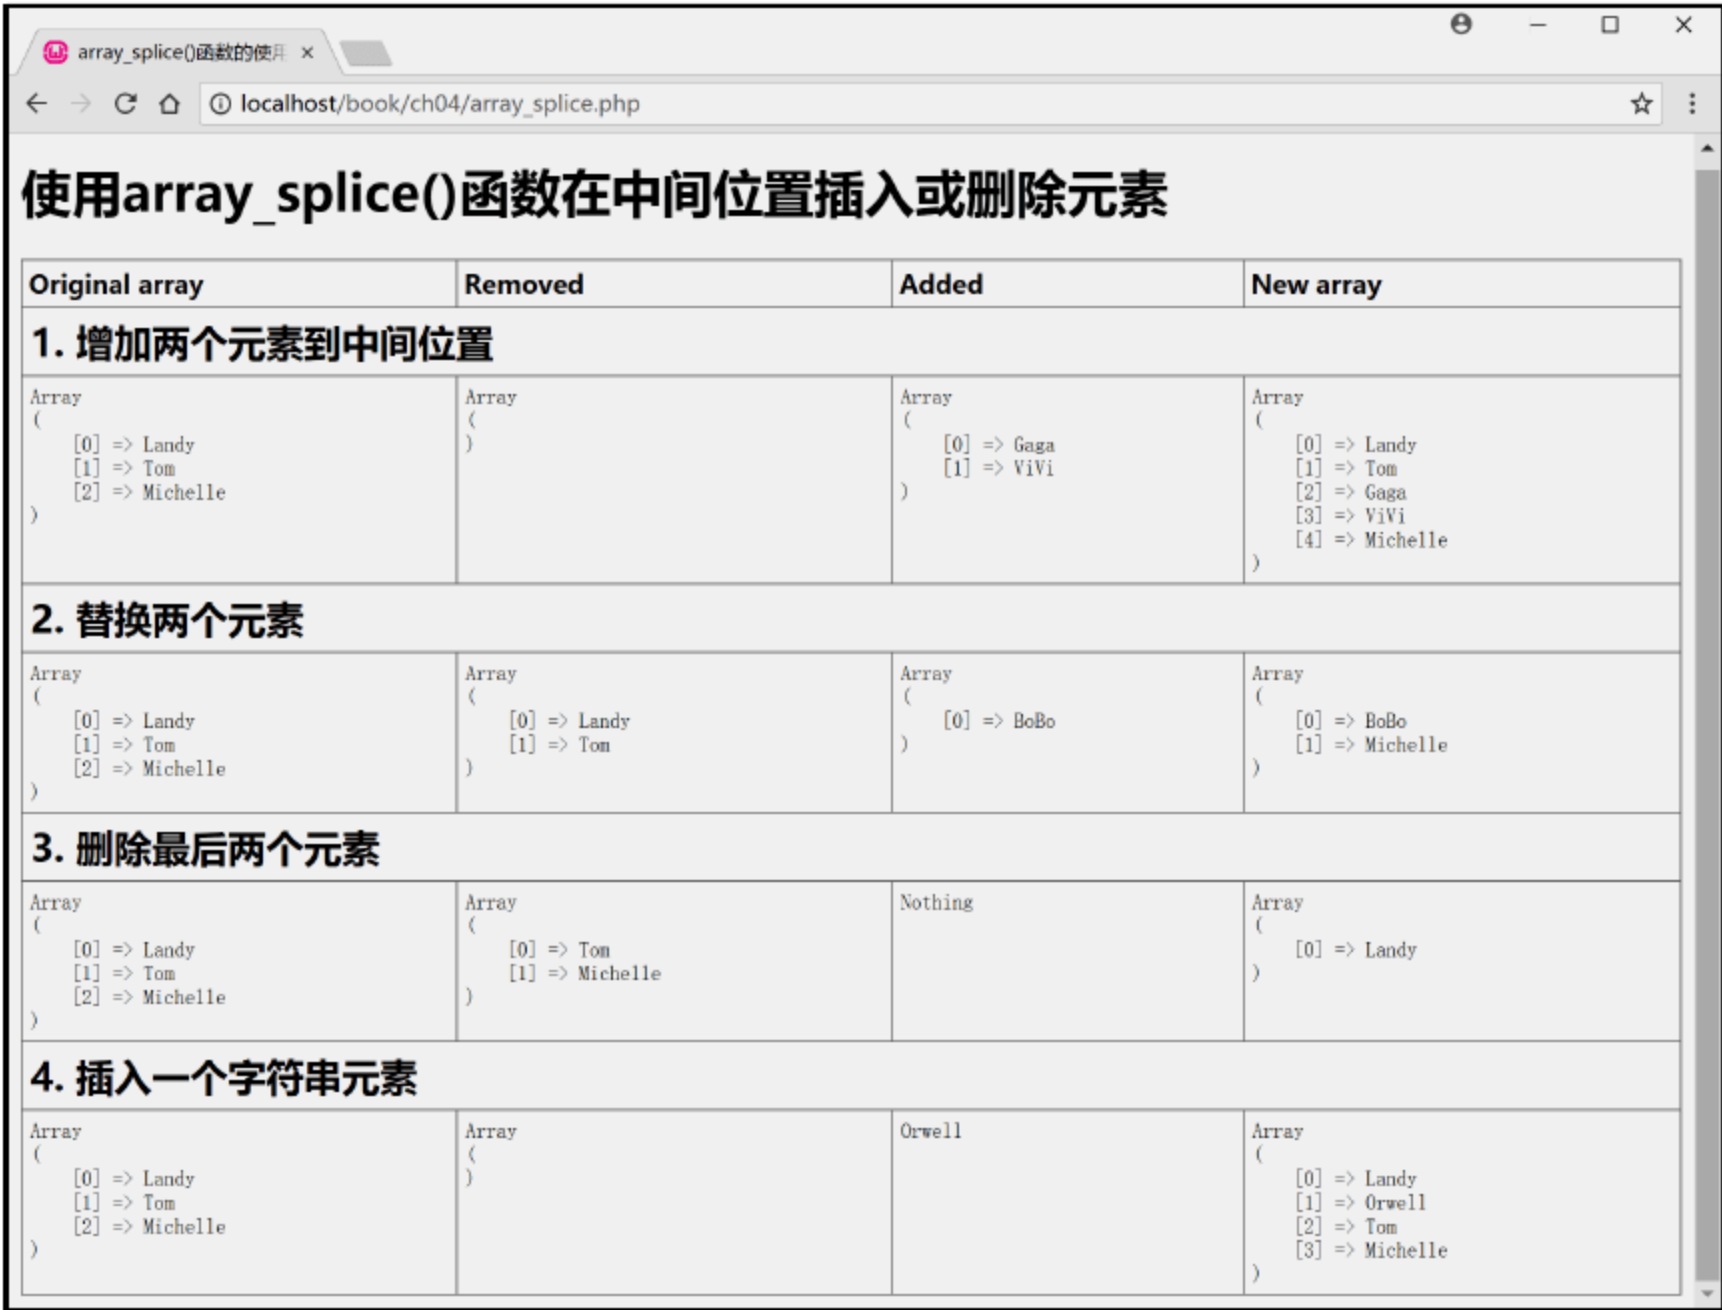 array_splice()函数的使用
localhost/book/ch04/array_splice.php
使用array_splice()函数在中间位置插入或删除元素
Original array Removed Added New array
1. 增加两个元素到中间位置
Array Array Array Array
( ( ( (
[0] => Landy ) [0] => Gaga [0] => Landy
[1] => Tom [1] => ViVi [1] => Tom
[2] => Michelle ) [2] => Gaga
) [3] => ViVi
[4] => Michelle
)
2. 替换两个元素
Array Array Array Array
( ( ( (
[0] => Landy [0] => Landy [0] => BoBo [0] => BoBo
[1] => Tom [1] => Tom ) [1] => Michelle
[2] => Michelle ) )
)
3. 删除最后两个元素
Array Array Nothing Array
( ( (
[0] => Landy [0] => Tom [0] => Landy
[1] => Tom [1] => Michelle )
[2] => Michelle )
)
4. 插入一个字符串元素
Array Array Orwell Array
( ( (
[0] => Landy ) [0] => Landy
[1] => Tom [1] => Orwell
[2] => Michelle [2] => Tom
) [3] => Michelle
)